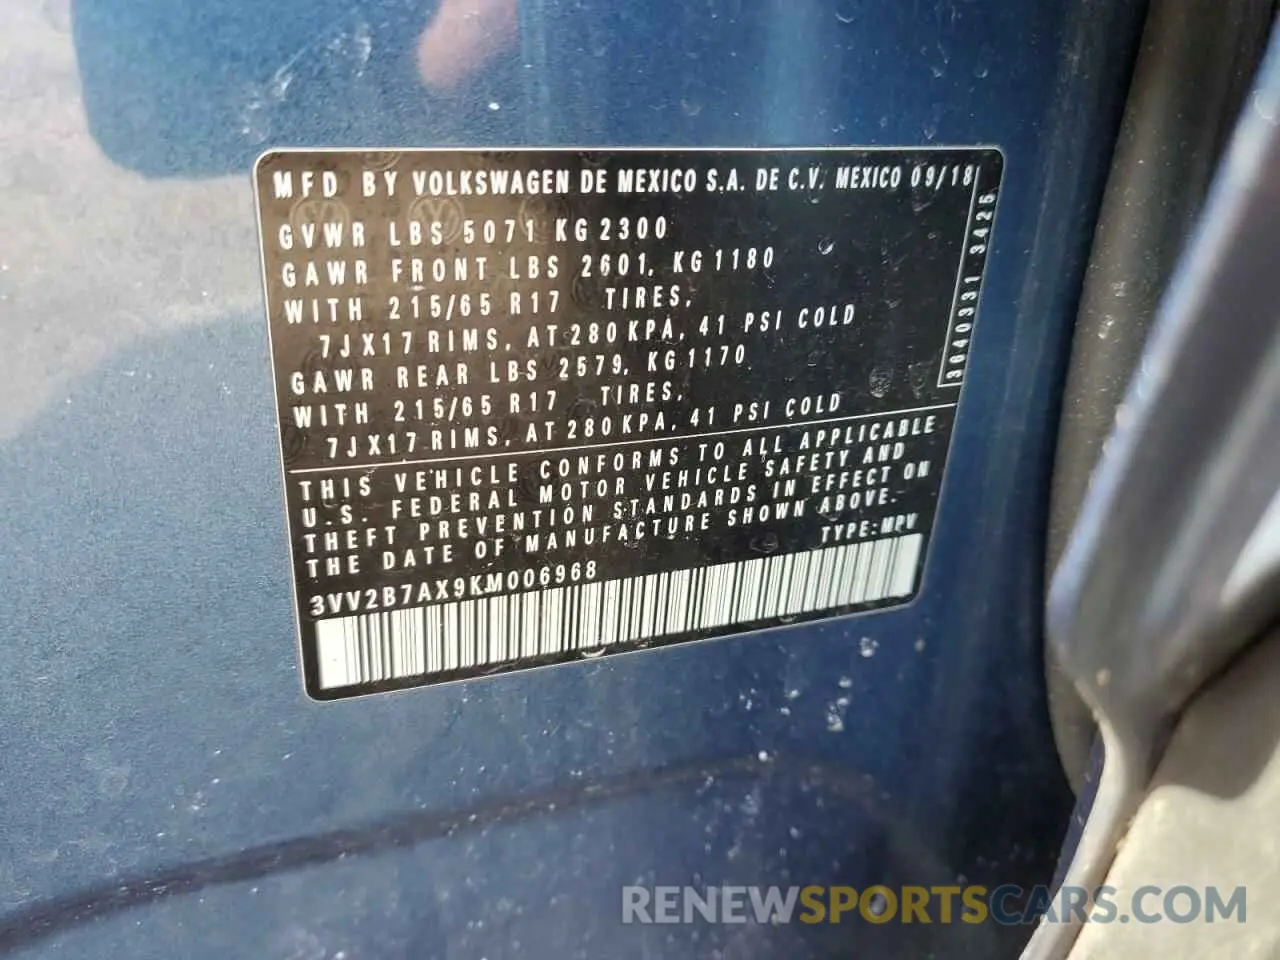 MFD BY VOLKSWAGEN DE MEXICO S.A. DE C.V. MEXICO 09/18
GVWR LBS 5071 KG 2300
GAWR FRONT LBS 2601, KG 1180
WITH 215/65 R17 TIRES,
7JX17 RIMS, AT 280 KPA, 41 PSI COLD
GAWR REAR LBS 2579, KG 1170
WITH 215/65 R17 TIRES,
7JX17 RIMS, AT 280 KPA, 41 PSI COLD
3040331 3425
THIS VEHICLE CONFORMS TO ALL APPLICABLE
U.S. FEDERAL MOTOR VEHICLE SAFETY AND
THEFT PREVENTION STANDARDS IN EFFECT ON
THE DATE OF MANUFACTURE SHOWN ABOVE.
TYPE: MPV
3VV2B7AX9KM006968
RENEWSPORTSCARS.COM